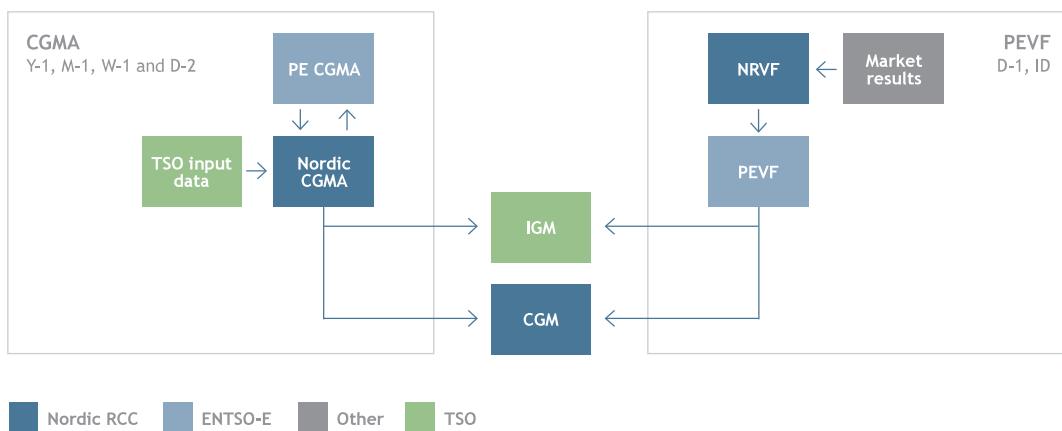 CGMA
Y-1, M-1, W-1 and D-2
PE CGMA
TSO input
data
Nordic
CGMA
IGM
CGM
PEVF
D-1, ID
NRVF
Market
results
PEVF
Nordic RCC
ENTSO-E
Other
TSO